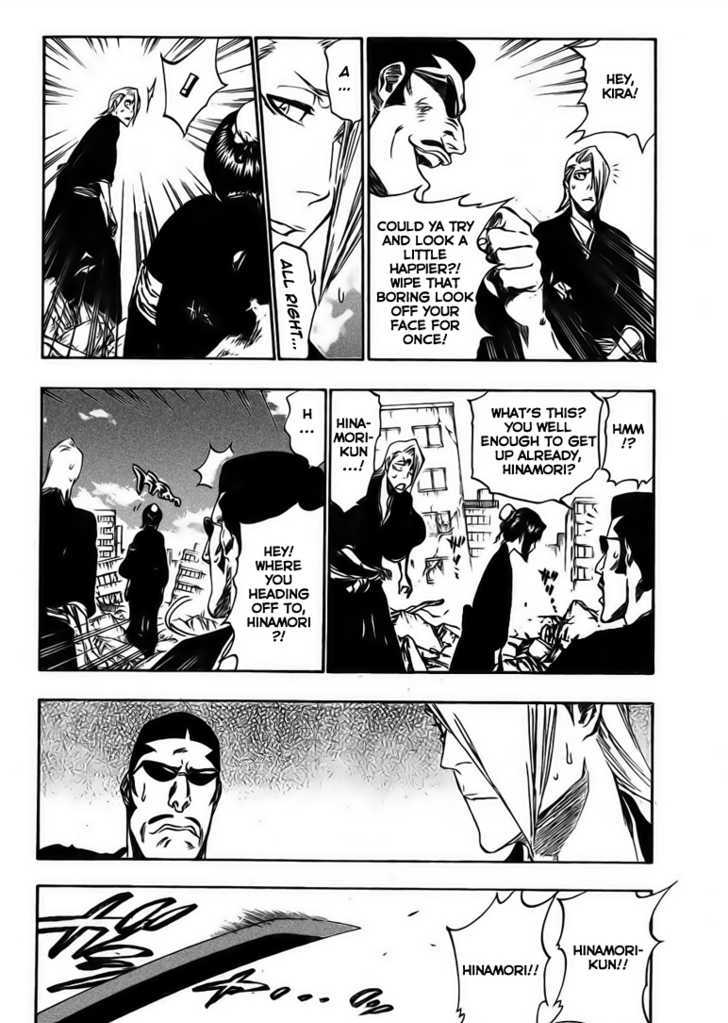 HEY,
KIRA!
COULD YA TRY
AND LOOK A
LITTLE
HAPPIER?!
WIPE THAT
BORING LOOK
OFF YOUR
FACE FOR
ONCE!
A
...
ALL RIGHT...
!
HMM
!?
WHAT'S THIS?
YOU WELL
ENOUGH TO GET
UP ALREADY,
HINAMORI?
HINA-
MORI-
KUN
...!
H
...
HEY!
WHERE
YOU
HEADING
OFF TO,
HINAMORI
?!
HINAMORI-
KUN!!
HINAMORI!!